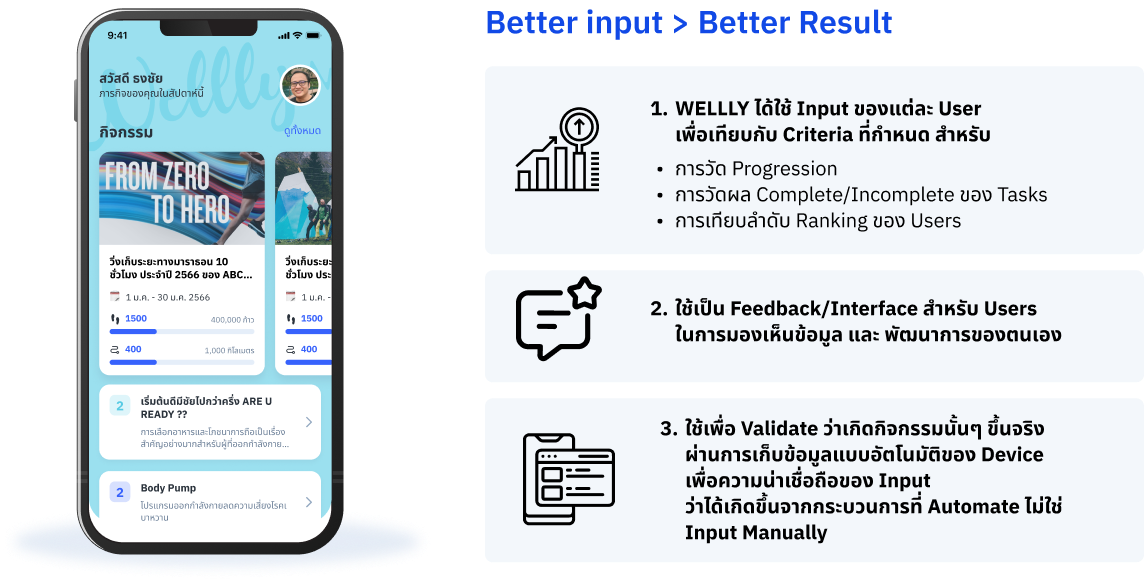 9:41
Wellly
สวัสดี ธงชัย
ภารกิจของคุณในสัปดาห์นี้
กิจกรรม
ดูทั้งหมด
FROM ZERO
TO HERO
วิ่งเก็บระยะทางมาราธอน 10
ชั่วโมง ประจำปี 2566 ของ ABC...
1 ม.ค. - 30 ม.ค. 2566
1500
400,000 ก้าว
400
1,000 กิโลเมตร
วิ่งเก็บระยะ
ชั่วโมง ประ
1 ม.ค. -
1500
400
2
เริ่มต้นดีมีชัยไปกว่าครึ่ง ARE U
READY ??
การเลือกอาหารและโภชนาการถือเป็นเรื่อง
สำคัญอย่างมากสำหรับผู้ที่ออกกำลังกาย...
2
Body Pump
โปรแกรมออกกำลังกายลดความเสี่ยงโรคเ
บาหวาน
Better input > Better Result
1. WELLLY ได้ใช้ Input ของแต่ละ User
เพื่อเทียบกับ Criteria ที่กำหนด สำหรับ
• การวัด Progression
• การวัดผล Complete/Incomplete ของ Tasks
• การเทียบลำดับ Ranking ของ Users
2. ใช้เป็น Feedback/Interface สำหรับ Users
ในการมองเห็นข้อมูล และ พัฒนาการของตนเอง
3. ใช้เพื่อ Validate ว่าเกิดกิจกรรมนั้นๆ ขึ้นจริง
ผ่านการเก็บข้อมูลแบบอัตโนมัติของ Device
เพื่อความน่าเชื่อถือของ Input
ว่าได้เกิดขึ้นจากกระบวนการที่ Automate ไม่ใช่
Input Manually